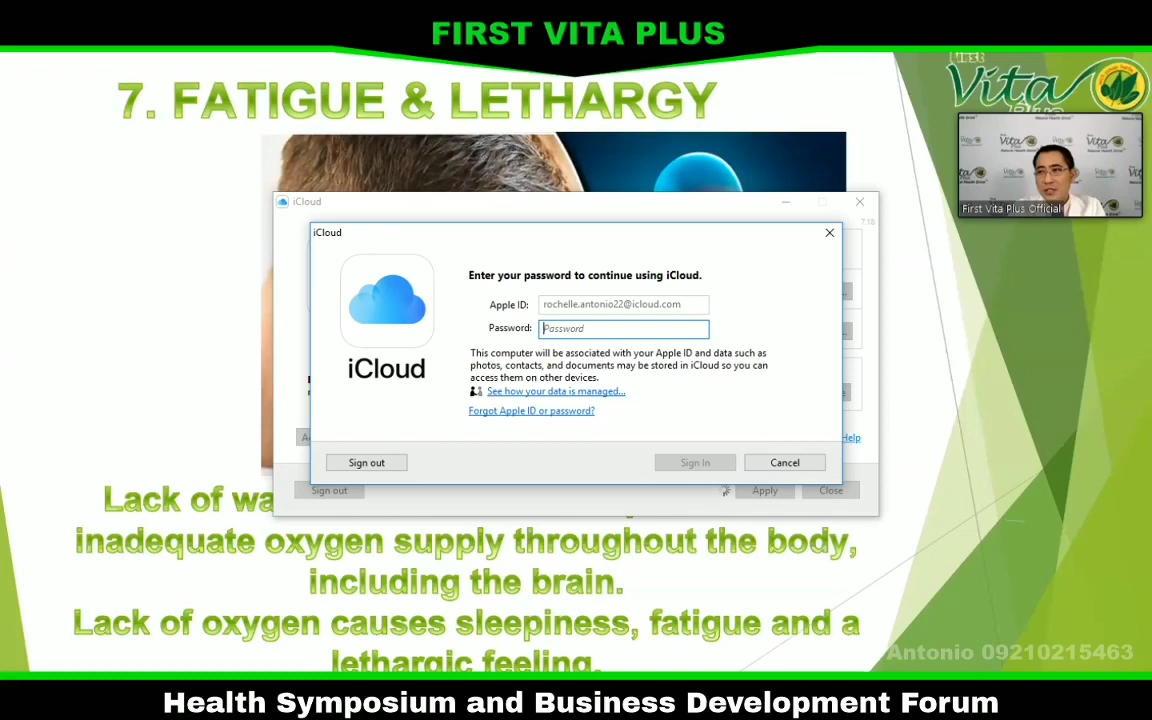 FIRST VITA PLUS
7. FATIGUE & LETHARGY
First
Vita
Plus
First Vita Plus Official
iCloud
7.18
iCloud
Enter your password to continue using iCloud.
Apple ID: rochelle.antonio22@icloud.com
Password: Password
This computer will be associated with your Apple ID and data such as
photos, contacts, and documents may be stored in iCloud so you can
access them on other devices.
See how your data is managed...
Forgot Apple ID or password?
iCloud
Help
Sign out
Sign In
Cancel
Sign out
Apply
Close
Lack of
inadequate oxygen supply throughout the body,
including the brain.
Lack of oxygen causes sleepiness, fatigue and a
lethargic feeling.
Antonio 09210215463
Health Symposium and Business Development Forum